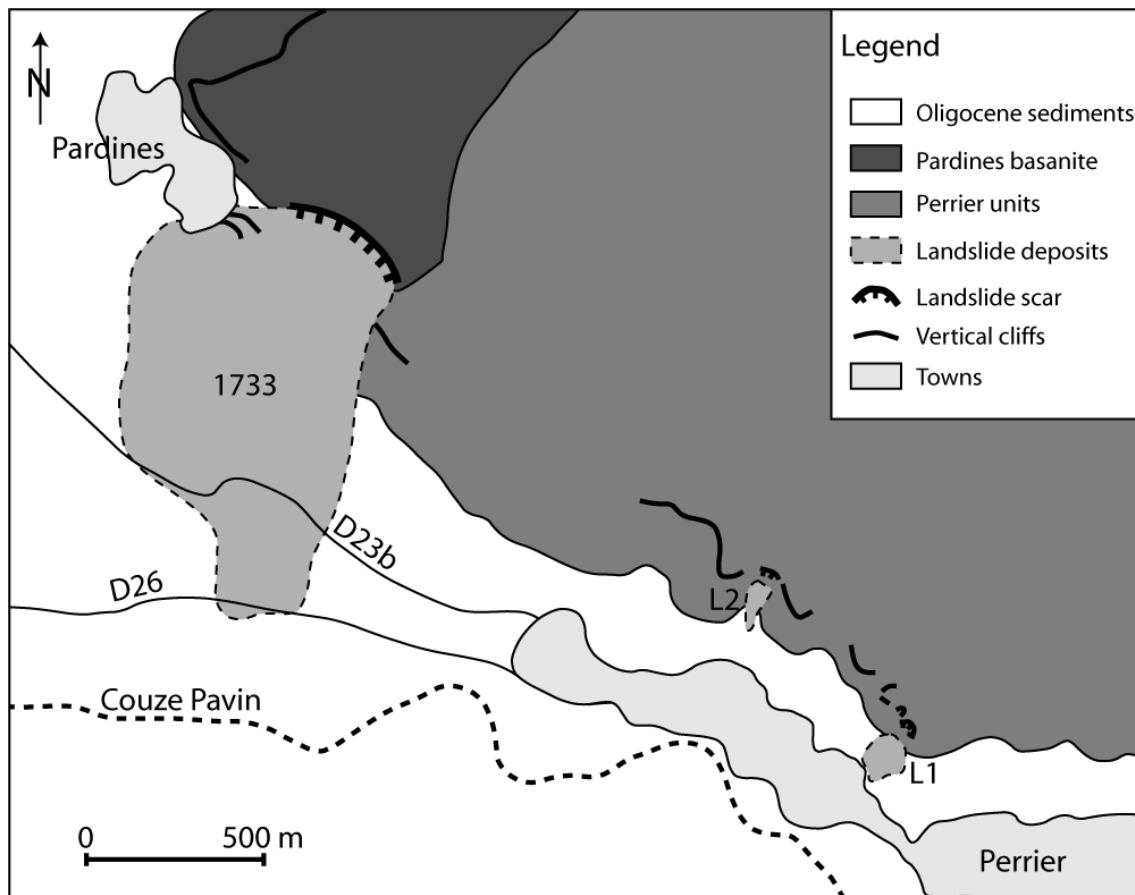 N
Pardines
1733
D23b
D26
Couze Pavin
L2
L1
Perrier
0 500 m
Legend
Oligocene sediments
Pardines basanite
Perrier units
Landslide deposits
Landslide scar
Vertical cliffs
Towns